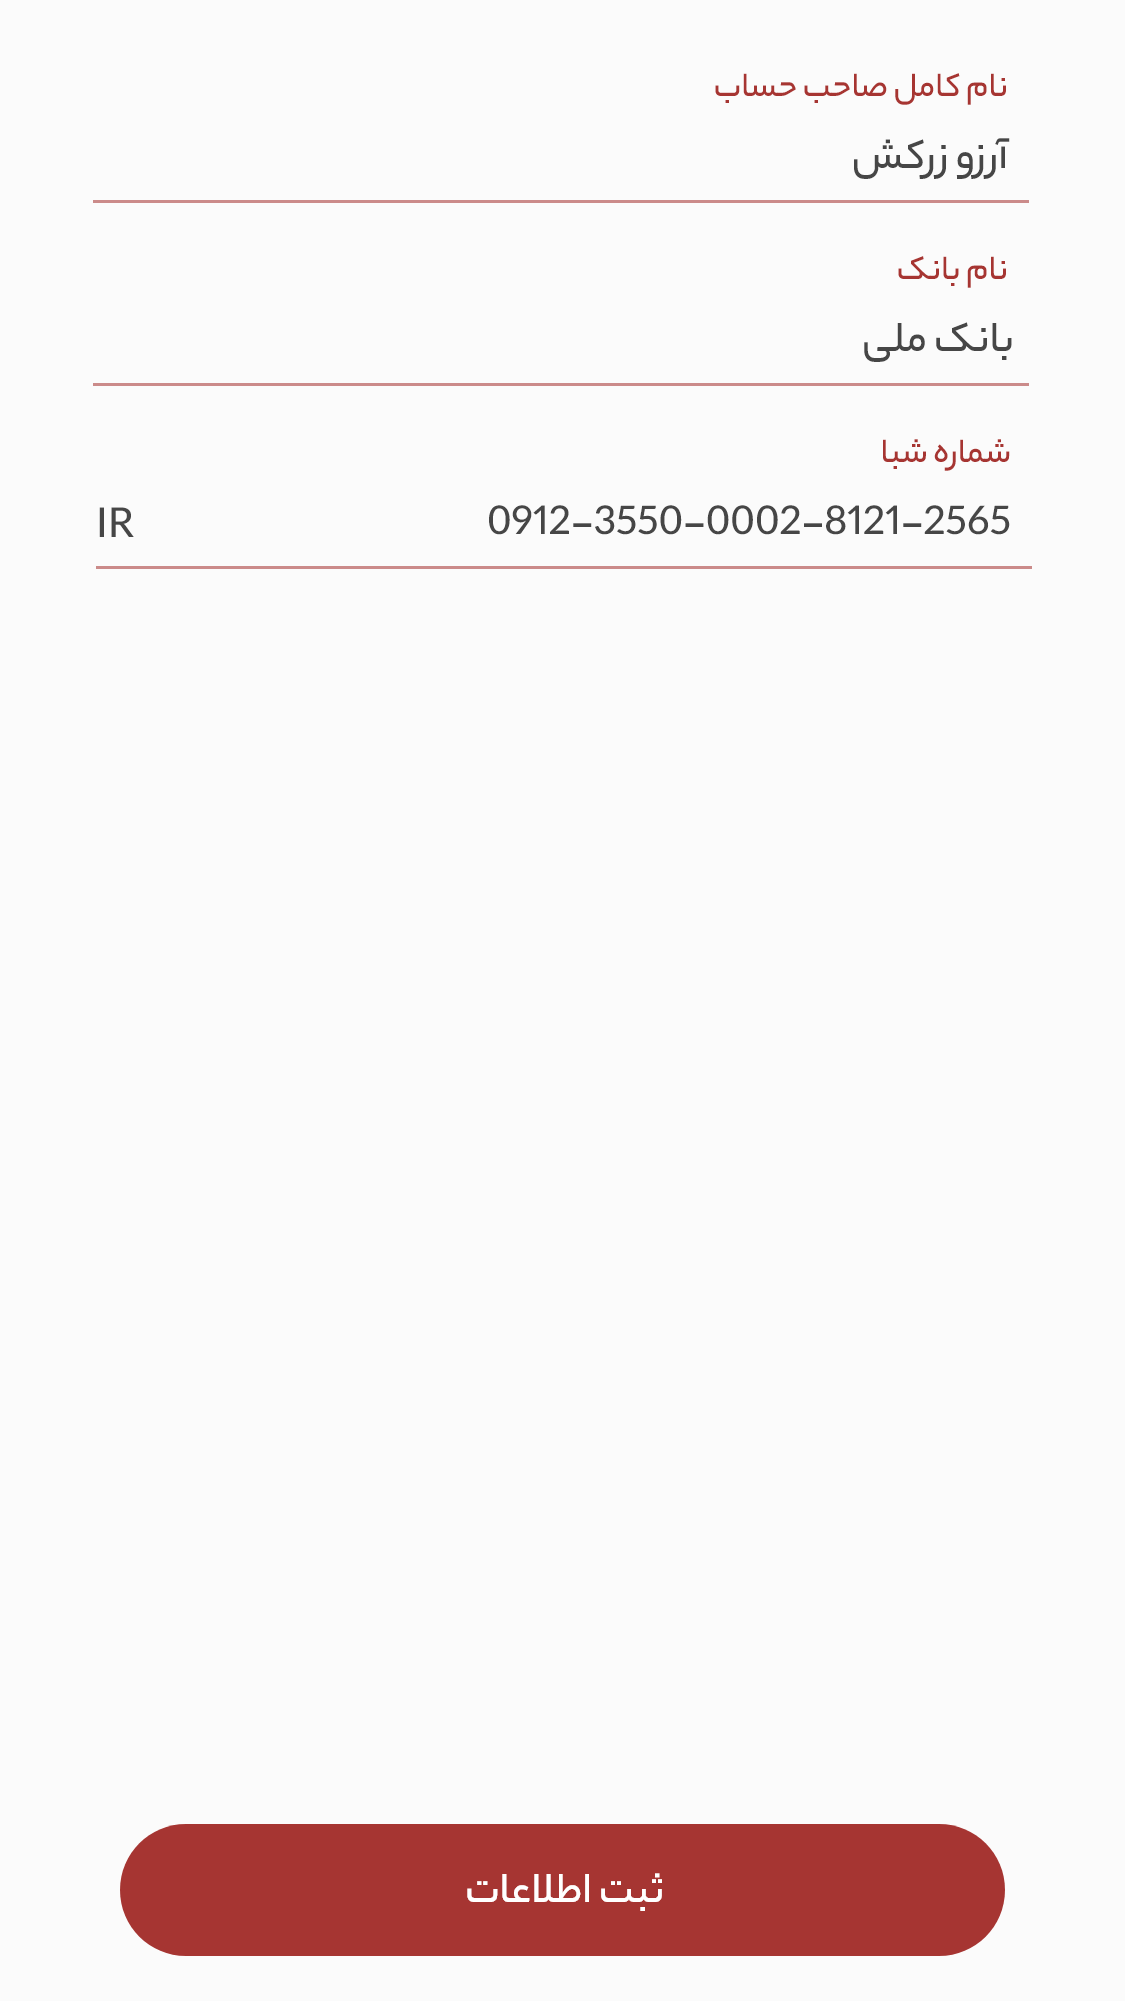 نام کامل صاحب حساب
آرزو زرکش
نام بانک
بانک ملی
شماره شبا
IR 0912-3550-0002-8121-2565
ثبت اطلاعات